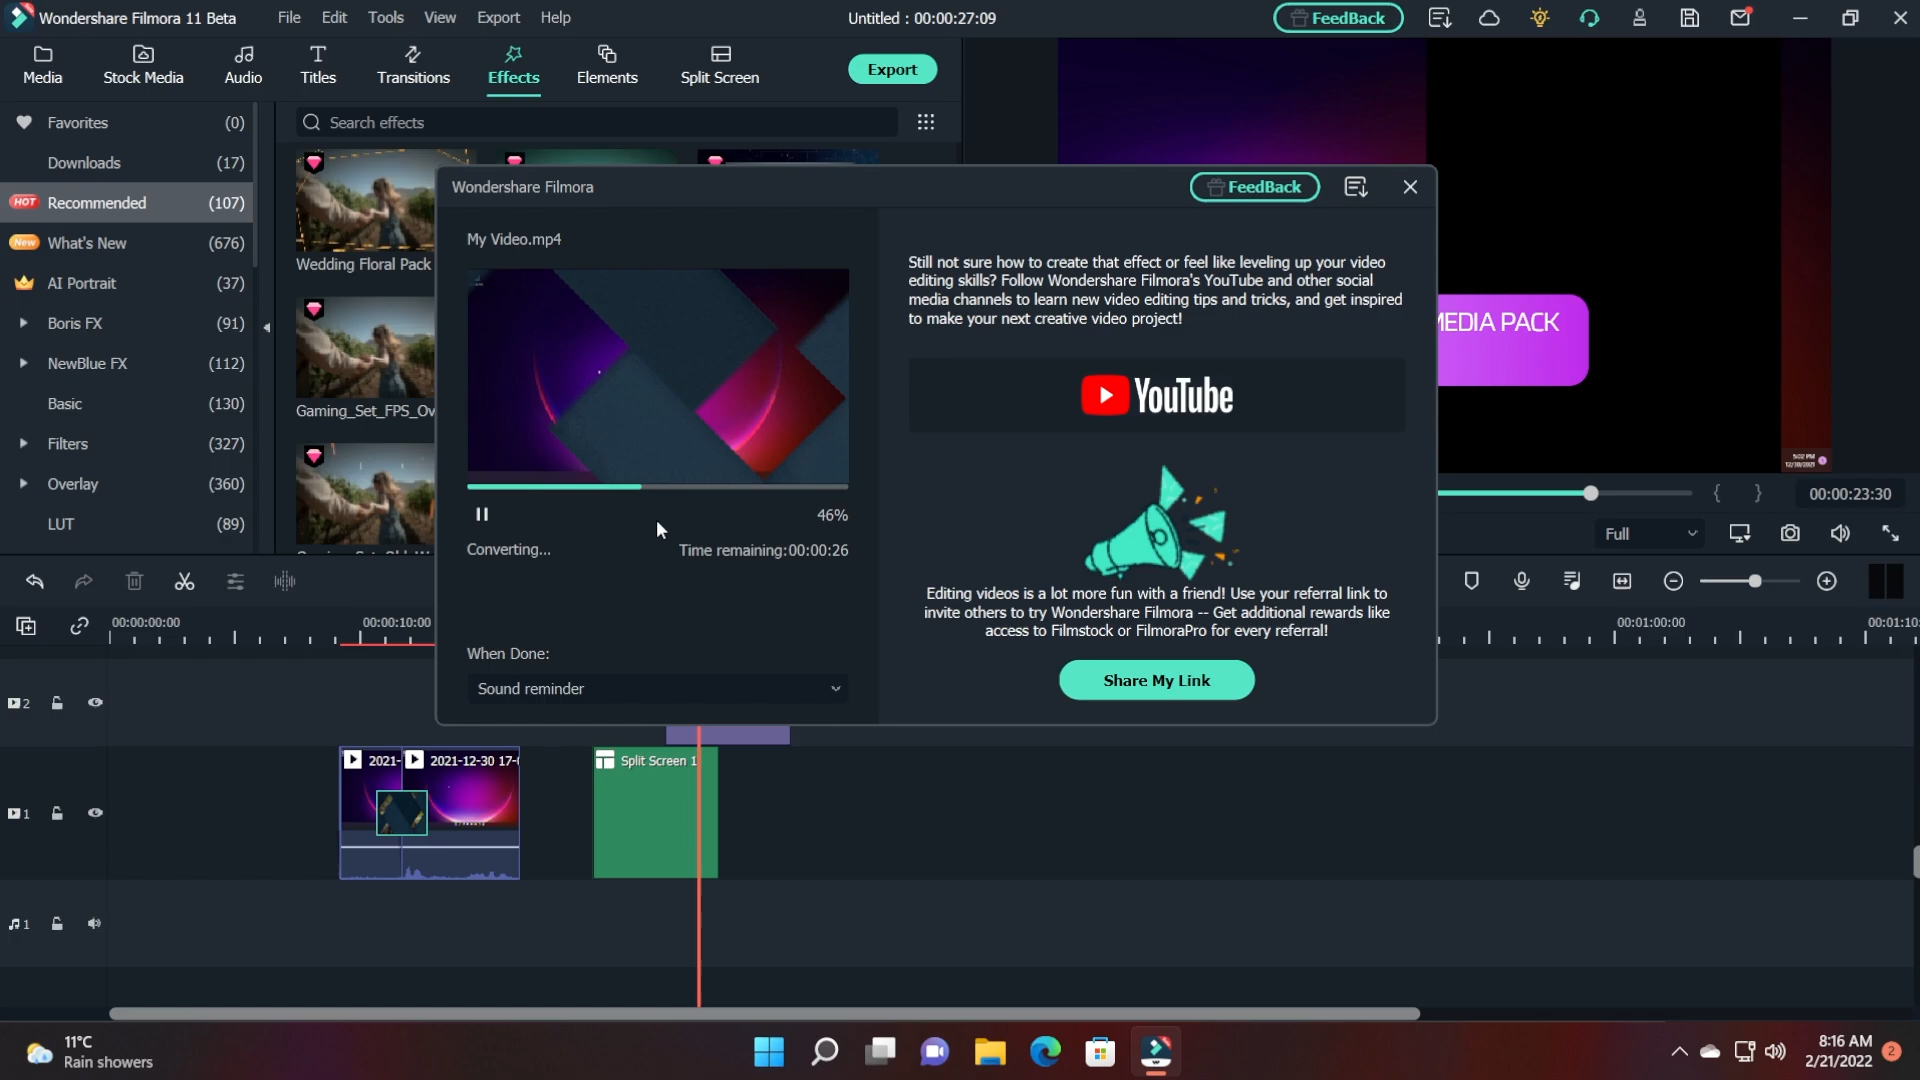 Wondershare Filmora 11 Beta
File Edit Tools View Export Help
Untitled : 00:00:27:09
FeedBack
Media Stock Media Audio Titles Transitions Effects Elements Split Screen
Export
Favorites (0)
Downloads (17)
HOT Recommended (107)
New What's New (676)
AI Portrait (37)
Boris FX (91)
NewBlue FX (112)
Basic (130)
Filters (327)
Overlay (360)
LUT (89)
Search effects
Wedding Floral Pack
Gaming_Set_FPS_Ov
Wondershare Filmora
FeedBack
My Video.mp4
46%
Converting...
Time remaining:00:00:26
When Done:
Sound reminder
Still not sure how to create that effect or feel like leveling up your video
editing skills? Follow Wondershare Filmora's YouTube and other social
media channels to learn new video editing tips and tricks, and get inspired
to make your next creative video project!
YouTube
Editing videos is a lot more fun with a friend! Use your referral link to
invite others to try Wondershare Filmora -- Get additional rewards like
access to Filmstock or FilmoraPro for every referral!
Share My Link
MEDIA PACK
5:02 PM
12/30/2021
{ } 00:00:23:30
Full
00:00:00:00
00:00:10:00
00:01:00:00
00:01:10:
2
2021- 2021-12-30 17-
Split Screen 1
1
1
11°C
Rain showers
8:16 AM
2/21/2022
2